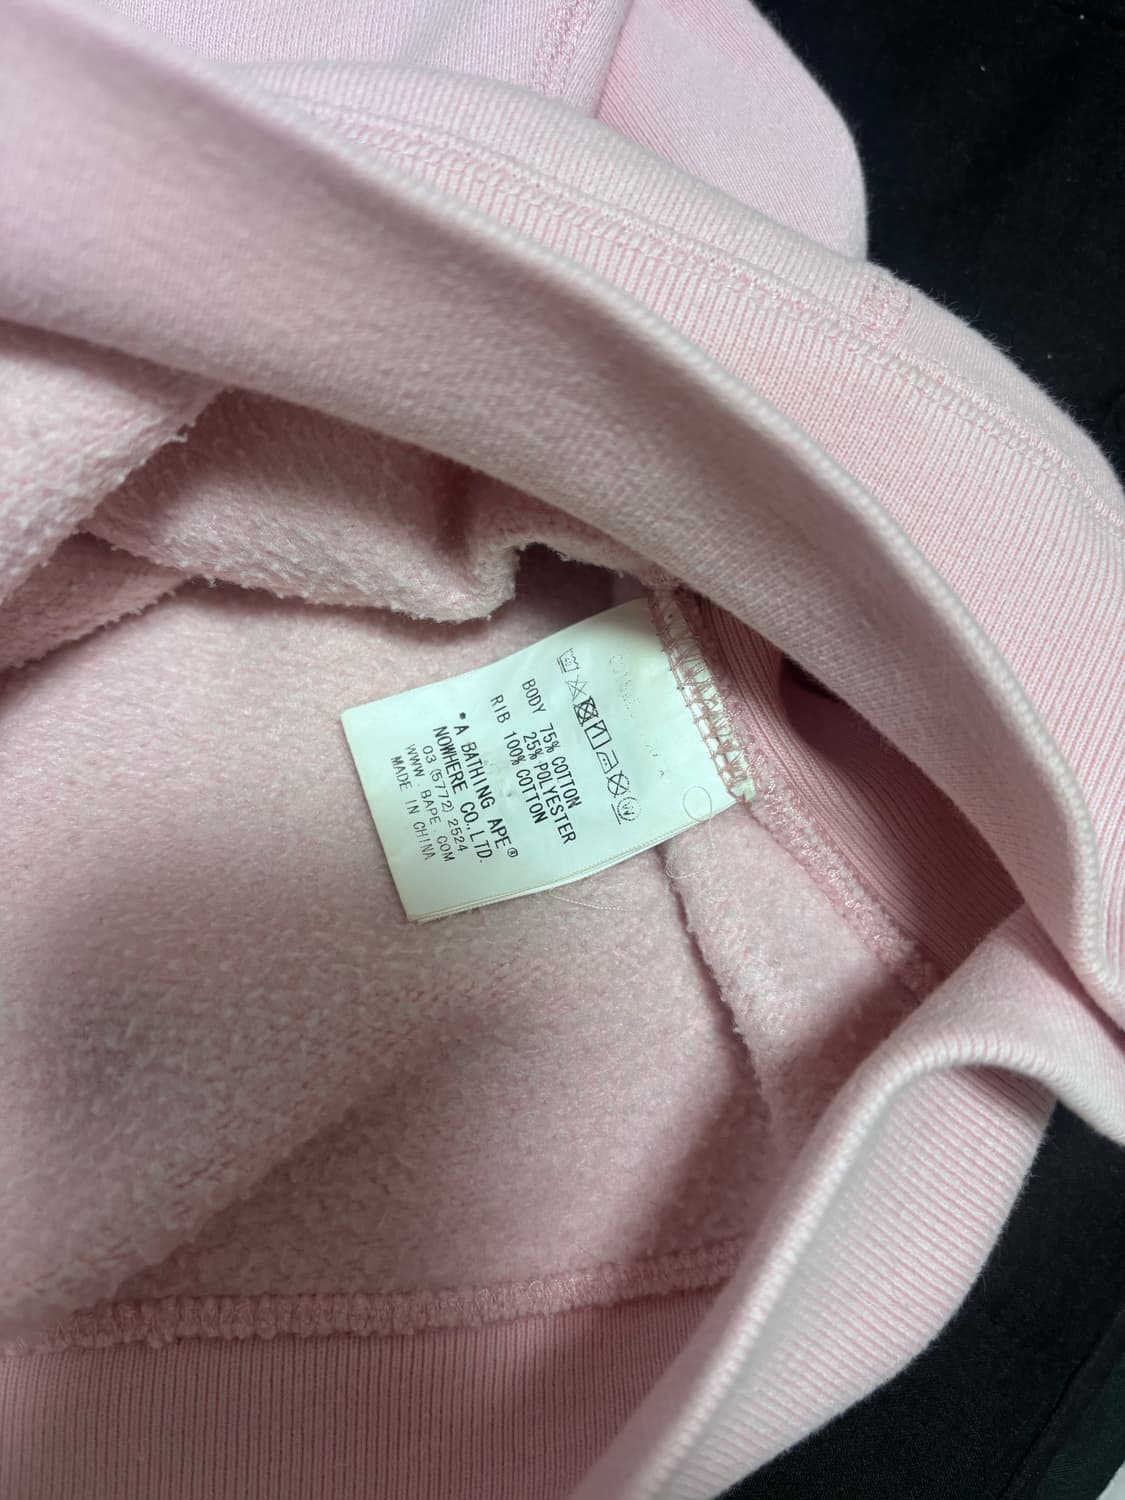 BODY 75% COTTON
25% POLYESTER
RIB 100% COTTON
*A BATHING APE®
NOWHERE CO., LTD.
03 (5772) 2524
WWW BAPE COM
MADE IN CHINA